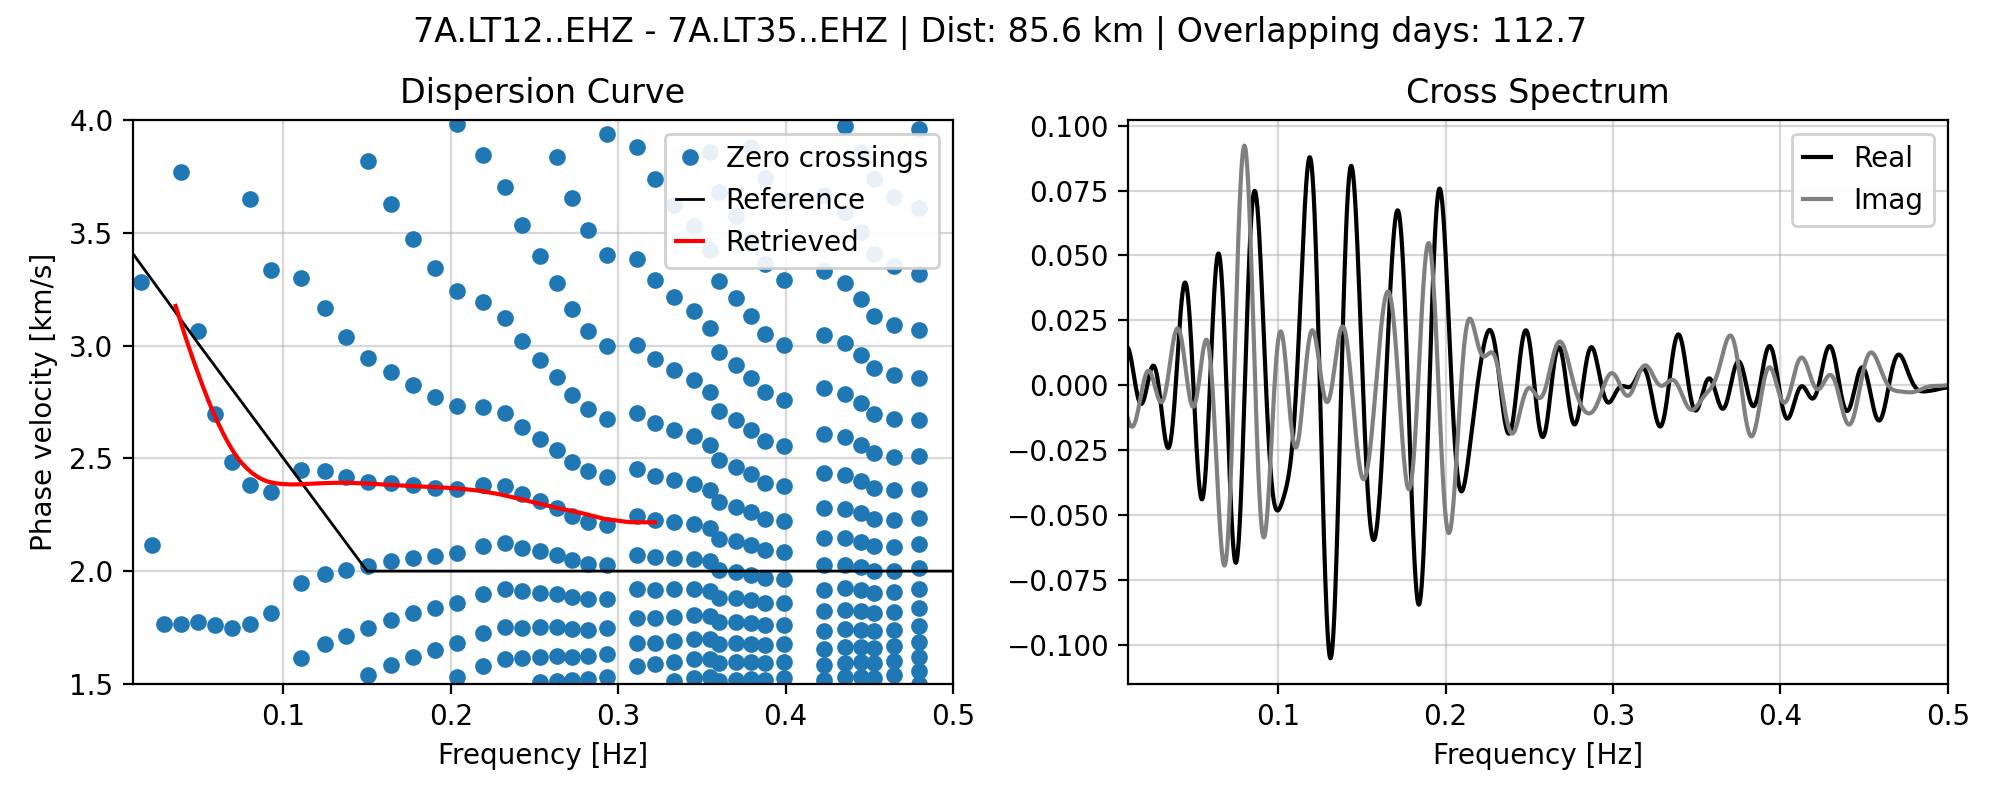 7A.LT12..EHZ - 7A.LT35..EHZ | Dist: 85.6 km | Overlapping days: 112.7
Dispersion Curve
4.0
3.5
3.0
2.5
2.0
1.5
Phase velocity [km/s]
0.1
0.2
0.3
0.4
0.5
Frequency [Hz]
Zero crossings
Reference
Retrieved
Cross Spectrum
0.100
0.075
0.050
0.025
0.000
−0.025
−0.050
−0.075
−0.100
0.1
0.2
0.3
0.4
0.5
Frequency [Hz]
Real
Imag